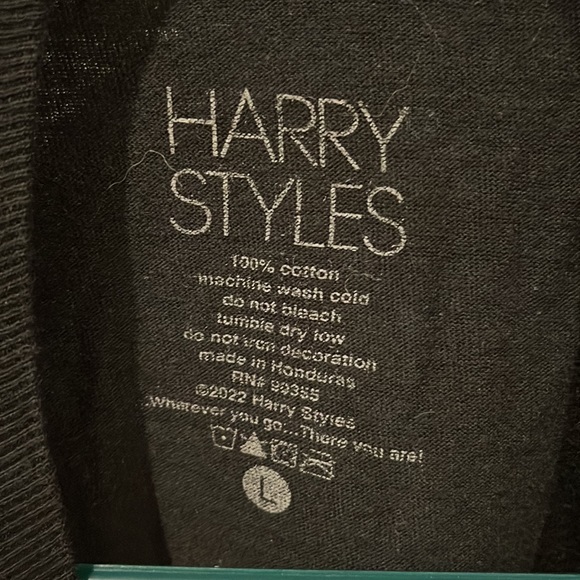 HARRY
STYLES
100% cotton
machine wash cold
do not bleach
tumble dry low
do not iron decoration
made in Honduras
RN# 99385
©2022 Harry Styles
...Wherever you go...There you are!
L